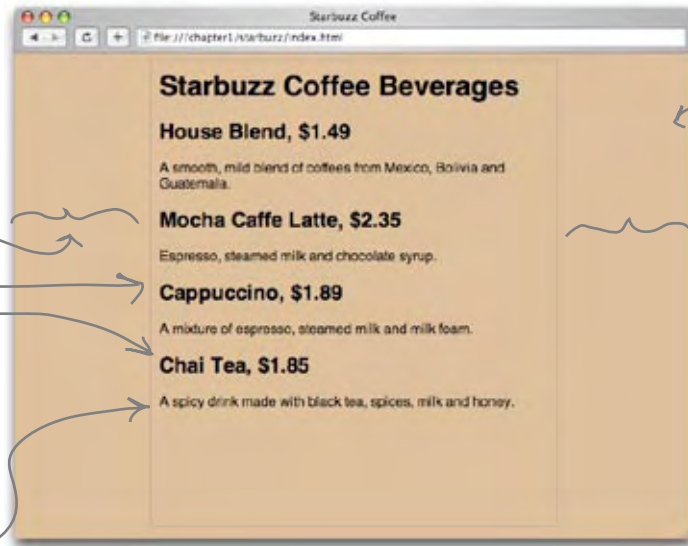 Starbuzz Coffee
file:///chapter1/starbuzz/index.html
Starbuzz Coffee Beverages
House Blend, $1.49
A smooth, mild blend of coffees from Mexico, Bolivia and
Guatemala.
Mocha Caffe Latte, $2.35
Espresso, steamed milk and chocolate syrup.
Cappuccino, $1.89
A mixture of espresso, steamed milk and milk foam.
Chai Tea, $1.85
A spicy drink made with black tea, spices, milk and honey.